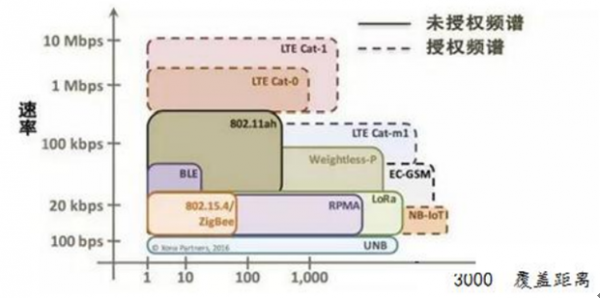 未授权频谱
授权频谱
速率
10 Mbps
1 Mbps
100 kbps
20 kbps
100 bps
LTE Cat-1
LTE Cat-0
802.11ah
LTE Cat-m1
Weightless-P
BLE
EC-GSM
802.15.4/
ZigBee
RPMA
LoRa
NB-IoT
UNB
© Xona Partners, 2016
1
10
100
1,000
3000 覆盖距离